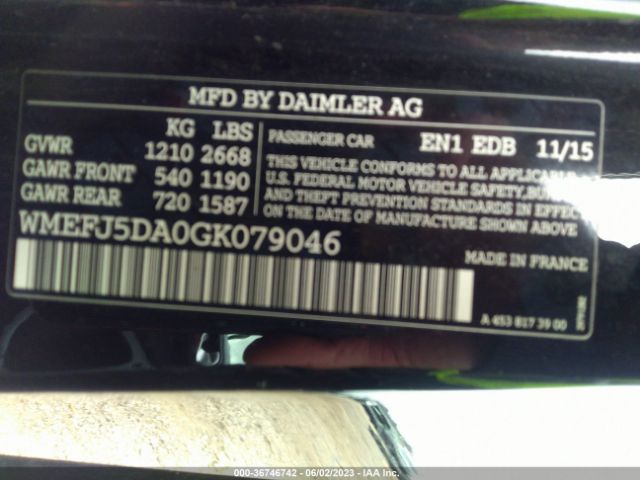 MFD BY DAIMLER AG
KG LBS
GVWR 1210 2668
GAWR FRONT 540 1190
GAWR REAR 720 1587
PASSENGER CAR EN1 EDB 11/15
THIS VEHICLE CONFORMS TO ALL APPLICABLE
U.S. FEDERAL MOTOR VEHICLE SAFETY,
AND THEFT PREVENTION STANDARDS IN EFFECT
ON THE DATE OF MANUFACTURE SHOWN ABOVE
WMEFJ5DA0GK079046
MADE IN FRANCE
A 453 817 39 00
000-36746742 - 06/02/2023 - IAA Inc.